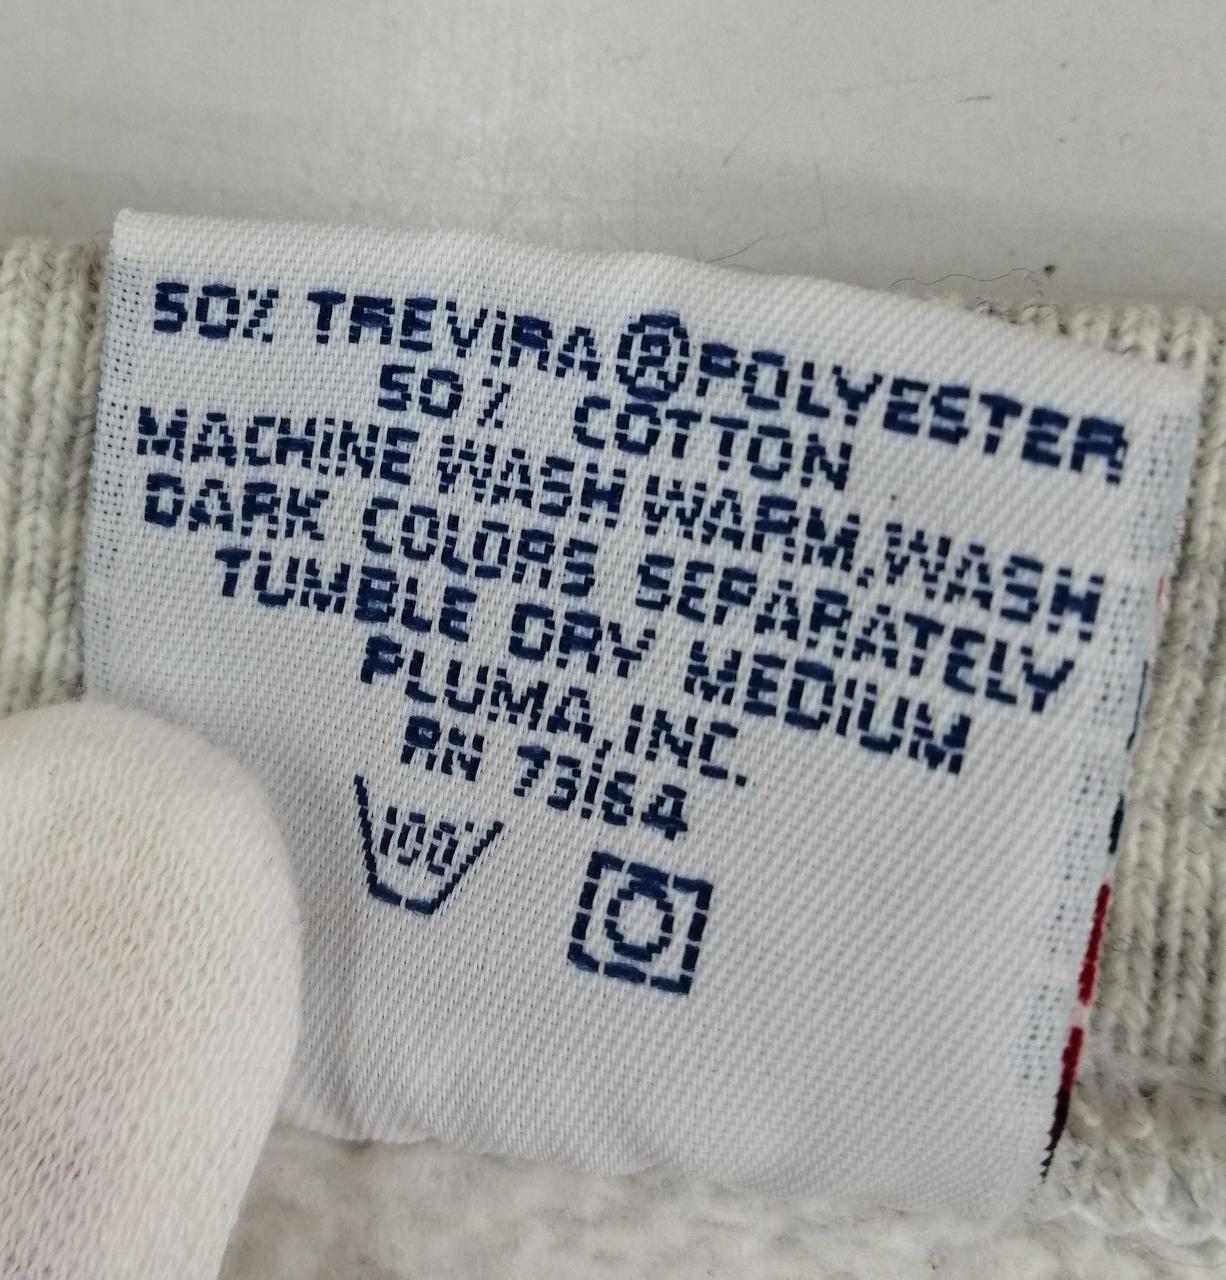 50% TREVIRA®POLYESTER
50% COTTON
MACHINE WASH WARM,WASH
DARK COLORS SEPARATELY
TUMBLE DRY MEDIUM
PLUMA,INC.
RN 73164
100°